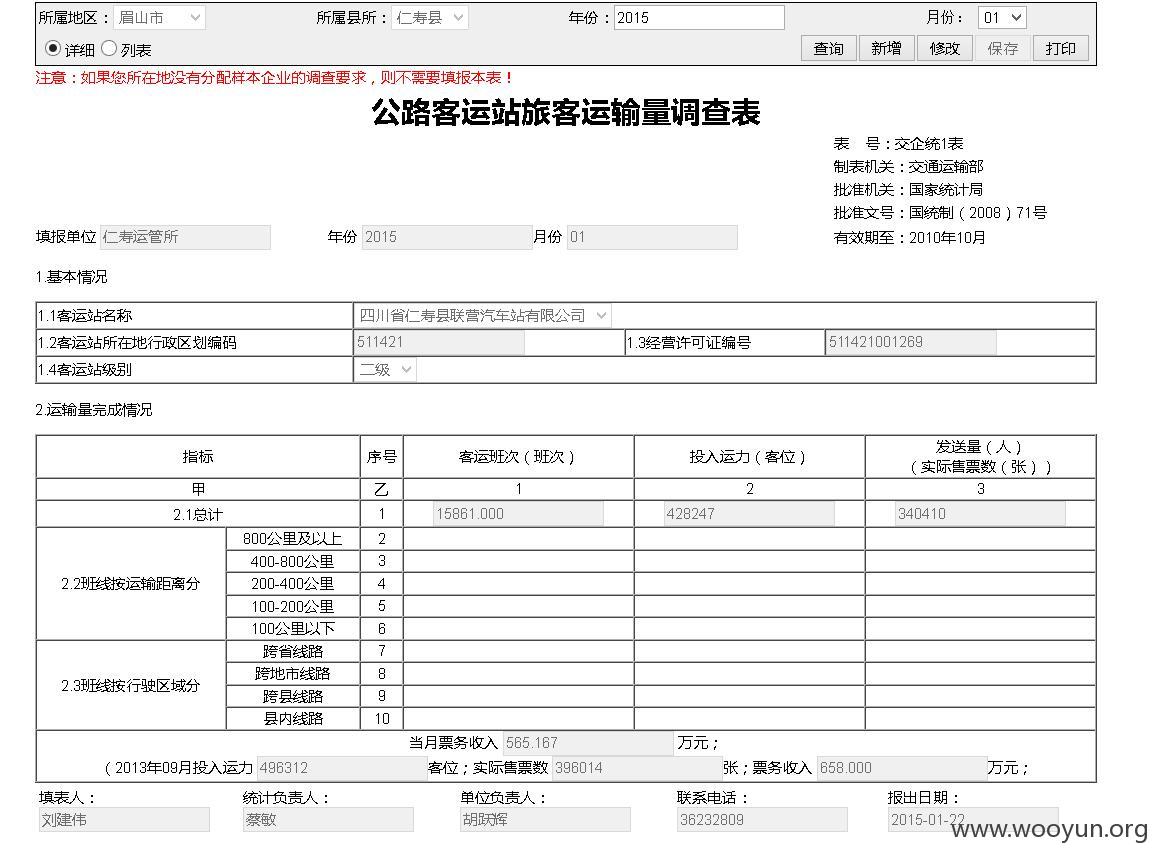 所属地区：眉山市 所属县所：仁寿县 年份：2015 月份：01
详细 列表 查询 新增 修改 保存 打印
注意：如果您所在地没有分配样本企业的调查要求，则不需要填报本表！
公路客运站旅客运输量调查表
表 号：交企统1表
制表机关：交通运输部
批准机关：国家统计局
批准文号：国统制（2008）71号
填报单位 仁寿运管所 年份 2015 月份 01 有效期至：2010年10月
1.基本情况
1.1客运站名称 四川省仁寿县联营汽车站有限公司
1.2客运站所在地行政区划编码 511421 1.3经营许可证编号 511421001269
1.4客运站级别 二级
2.运输量完成情况
指标 序号 客运班次（班次） 投入运力（客位） 发送量（人）
（实际售票数（张））
甲 乙 1 2 3
2.1总计 1 15861.000 428247 340410
2.2班线按运输距离分
800公里及以上 2
400-800公里 3
200-400公里 4
100-200公里 5
100公里以下 6
2.3班线按行驶区域分
跨省线路 7
跨地市线路 8
跨县线路 9
县内线路 10
当月票务收入 565.167 万元；
（2013年09月投入运力 496312 客位；实际售票数 396014 张；票务收入 658.000 万元；
填表人： 统计负责人： 单位负责人： 联系电话： 报出日期：
刘建伟 蔡敏 胡跃辉 36232809 2015-01-22
www.wooyun.org